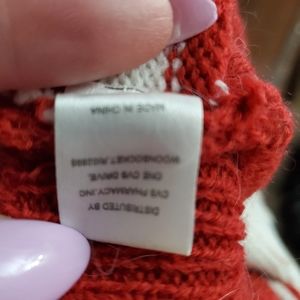 DISTRIBUTED BY
CVS PHARMACY, INC
ONE CVS DRIVE
WOONSOCKET, RI 02895
MADE IN CHINA